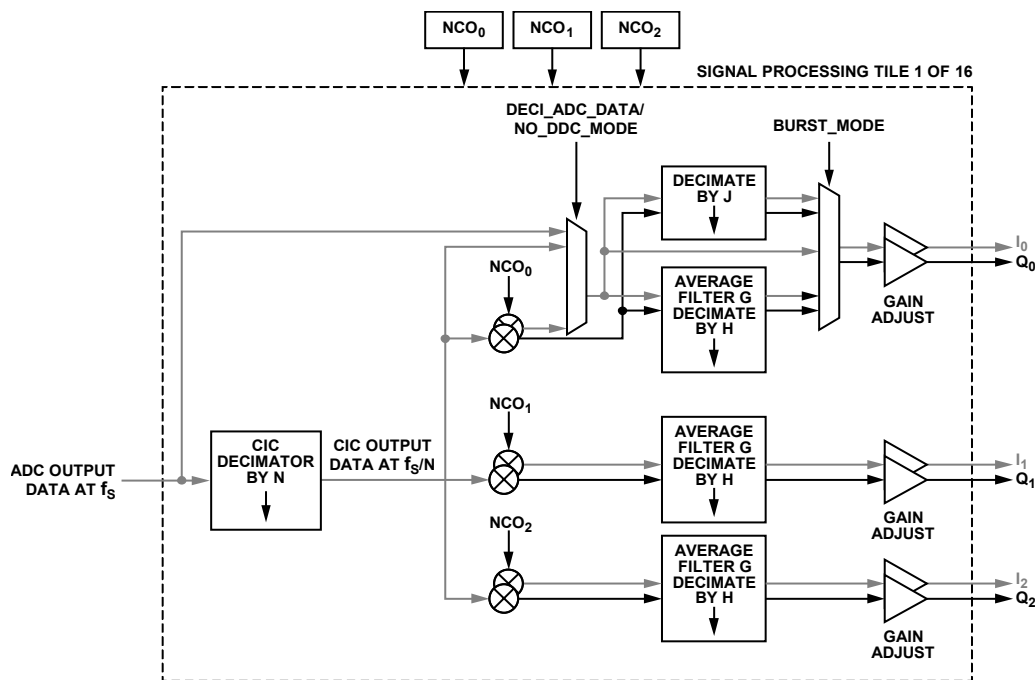 NCO0
NCO1
NCO2
SIGNAL PROCESSING TILE 1 OF 16
DECI_ADC_DATA/
NO_DDC_MODE
BURST_MODE
DECIMATE
BY J
NCO0
AVERAGE
FILTER G
DECIMATE
BY H
I0
Q0
GAIN
ADJUST
NCO1
ADC OUTPUT
DATA AT fS
CIC
DECIMATOR
BY N
CIC OUTPUT
DATA AT fS/N
AVERAGE
FILTER G
DECIMATE
BY H
I1
Q1
GAIN
ADJUST
NCO2
AVERAGE
FILTER G
DECIMATE
BY H
I2
Q2
GAIN
ADJUST